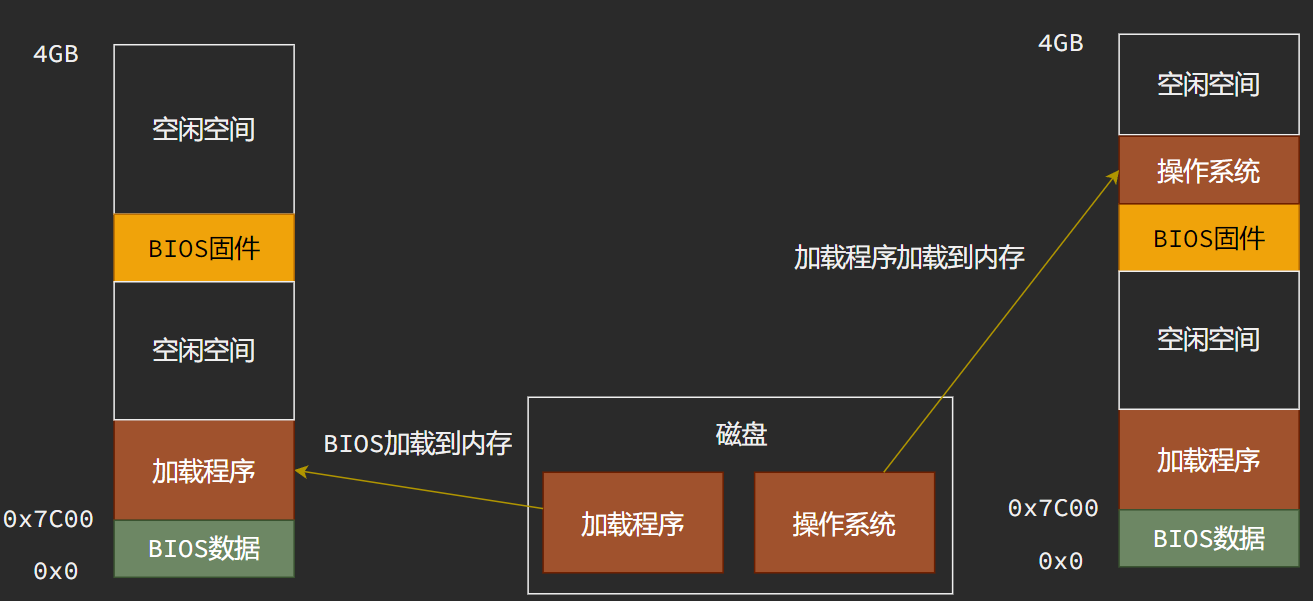 4GB
空闲空间
BIOS固件
空闲空间
加载程序
0x7C00
BIOS数据
0x0
BIOS加载到内存
磁盘
加载程序
操作系统
加载程序加载到内存
4GB
空闲空间
操作系统
BIOS固件
空闲空间
加载程序
0x7C00
BIOS数据
0x0